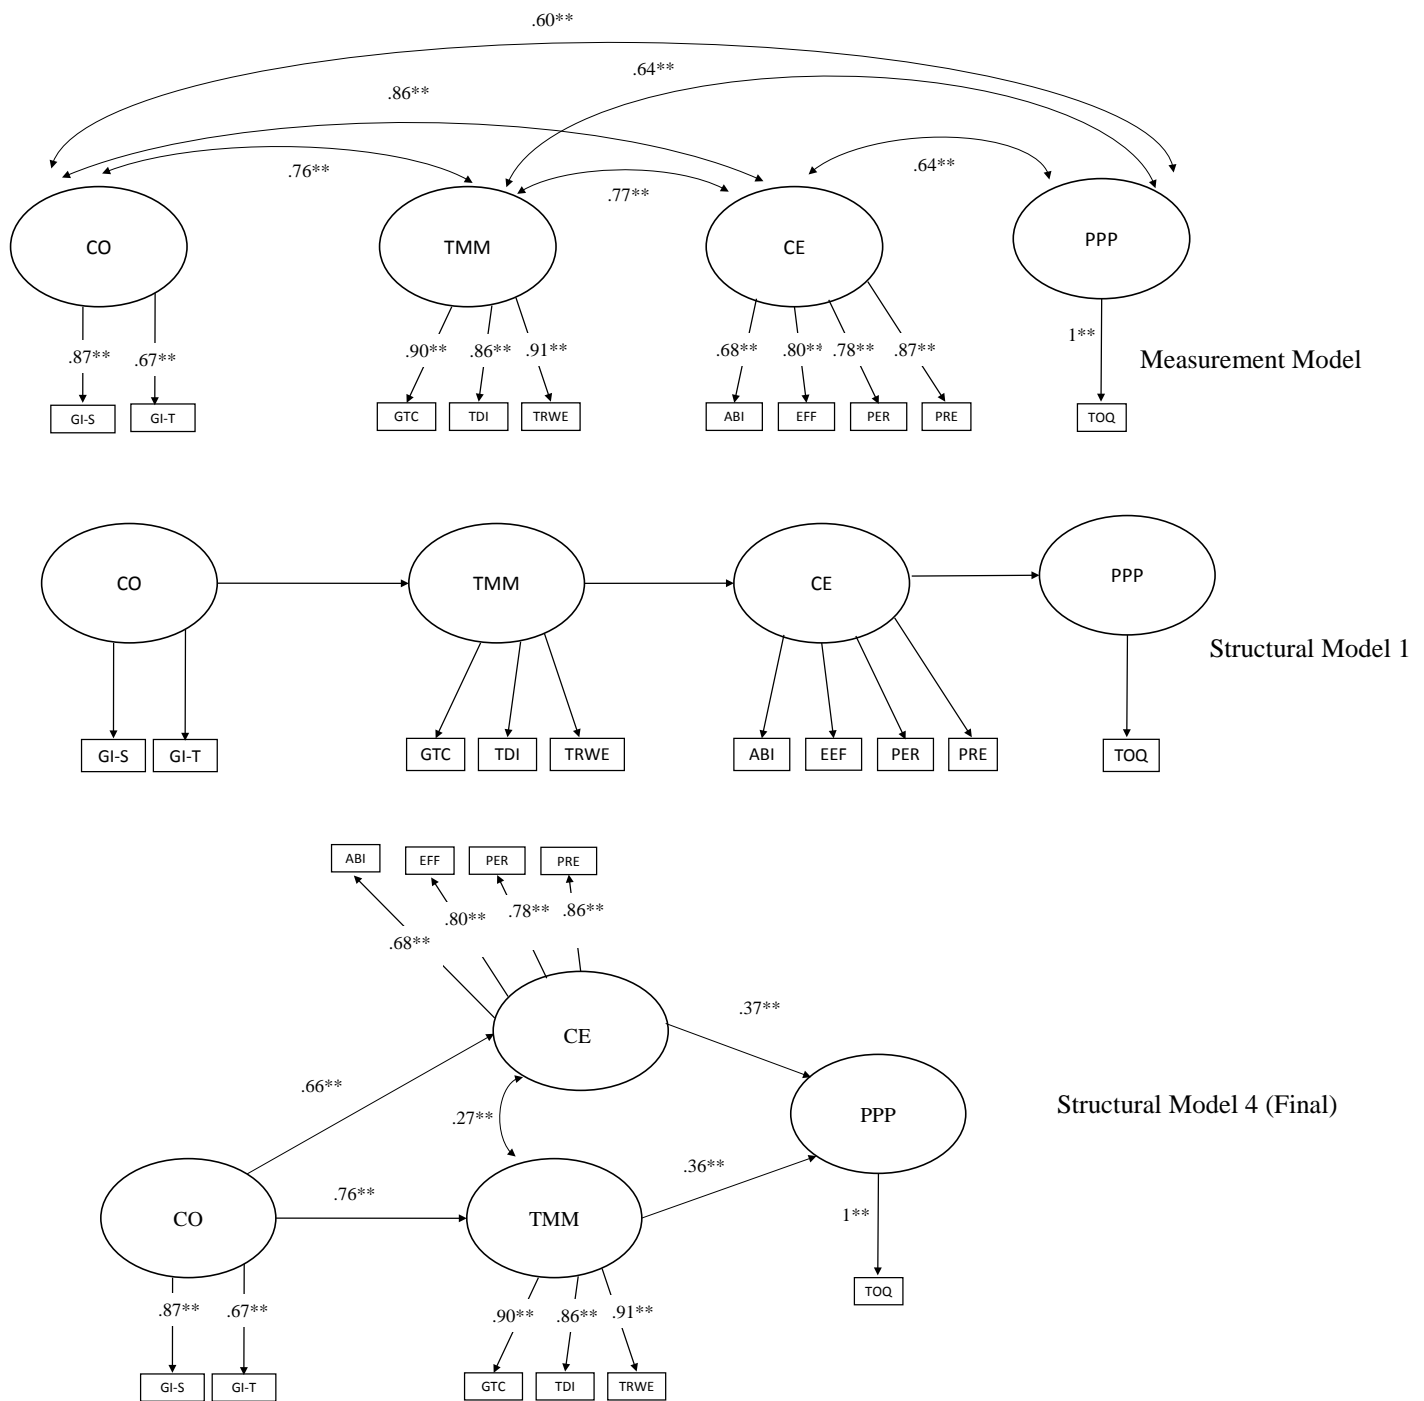 .60**
.64**
.86**
.76**
.77**
.64**
CO
TMM
CE
PPP
.87**
.67**
.90**
.86**
.91**
.68**
.80**
.78**
.87**
1**
Measurement Model
GI-S
GI-T
GTC
TDI
TRWE
ABI
EFF
PER
PRE
TOQ
CO
TMM
CE
PPP
Structural Model 1
GI-S
GI-T
GTC
TDI
TRWE
ABI
EEF
PER
PRE
TOQ
ABI
EFF
PER
PRE
.68**
.80**
.78**
.86**
CE
.37**
.66**
.27**
PPP
Structural Model 4 (Final)
.36**
.76**
CO
TMM
1**
.87**
.67**
.90**
.86**
.91**
TOQ
GI-S
GI-T
GTC
TDI
TRWE